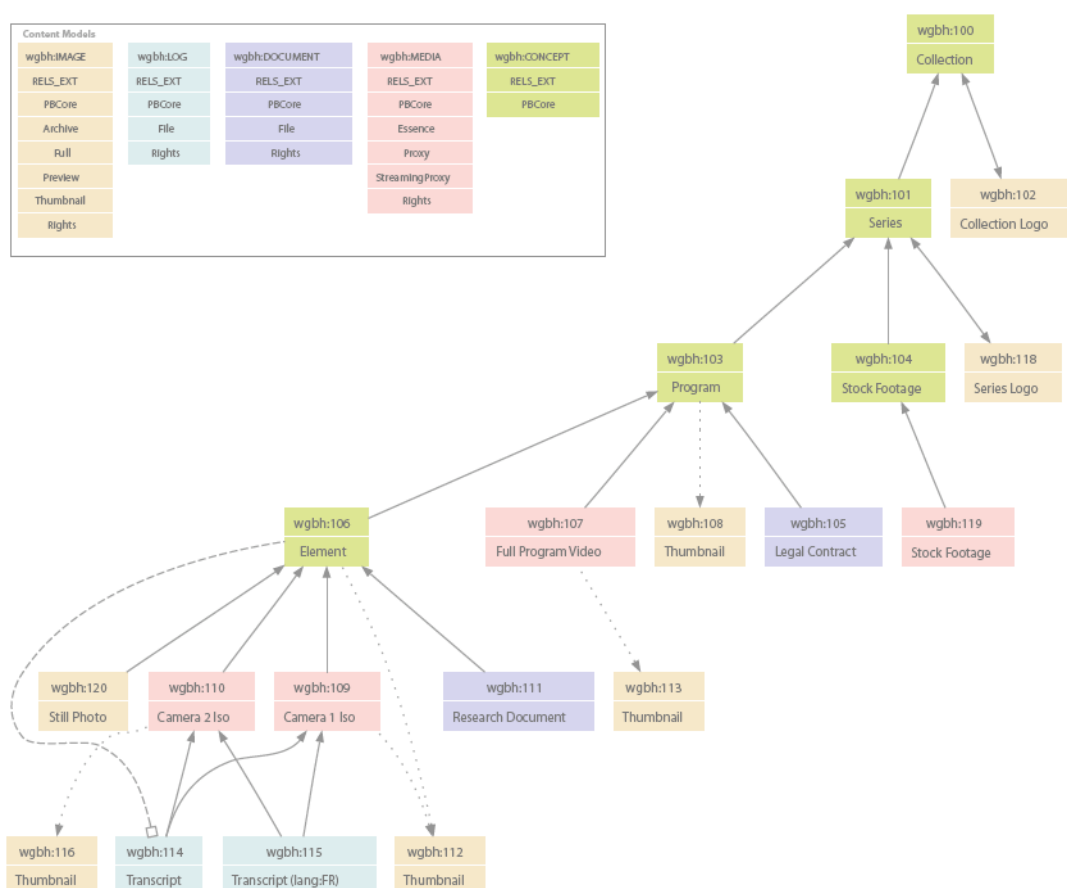 Content Models
wgbh:IMAGE
RELS_EXT
PBCore
Archive
Full
Preview
Thumbnail
Rights
wgbh:LOG
RELS_EXT
PBCore
File
Rights
wgbh:DOCUMENT
RELS_EXT
PBCore
File
Rights
wgbh:MEDIA
RELS_EXT
PBCore
Essence
Proxy
StreamingProxy
Rights
wgbh:CONCEPT
RELS_EXT
PBCore
wgbh:100
Collection
wgbh:101
Series
wgbh:102
Collection Logo
wgbh:103
Program
wgbh:104
Stock Footage
wgbh:118
Series Logo
wgbh:106
Element
wgbh:107
Full Program Video
wgbh:108
Thumbnail
wgbh:105
Legal Contract
wgbh:119
Stock Footage
wgbh:120
Still Photo
wgbh:110
Camera 2 Iso
wgbh:109
Camera 1 Iso
wgbh:111
Research Document
wgbh:113
Thumbnail
wgbh:116
Thumbnail
wgbh:114
Transcript
wgbh:115
Transcript (lang:FR)
wgbh:112
Thumbnail